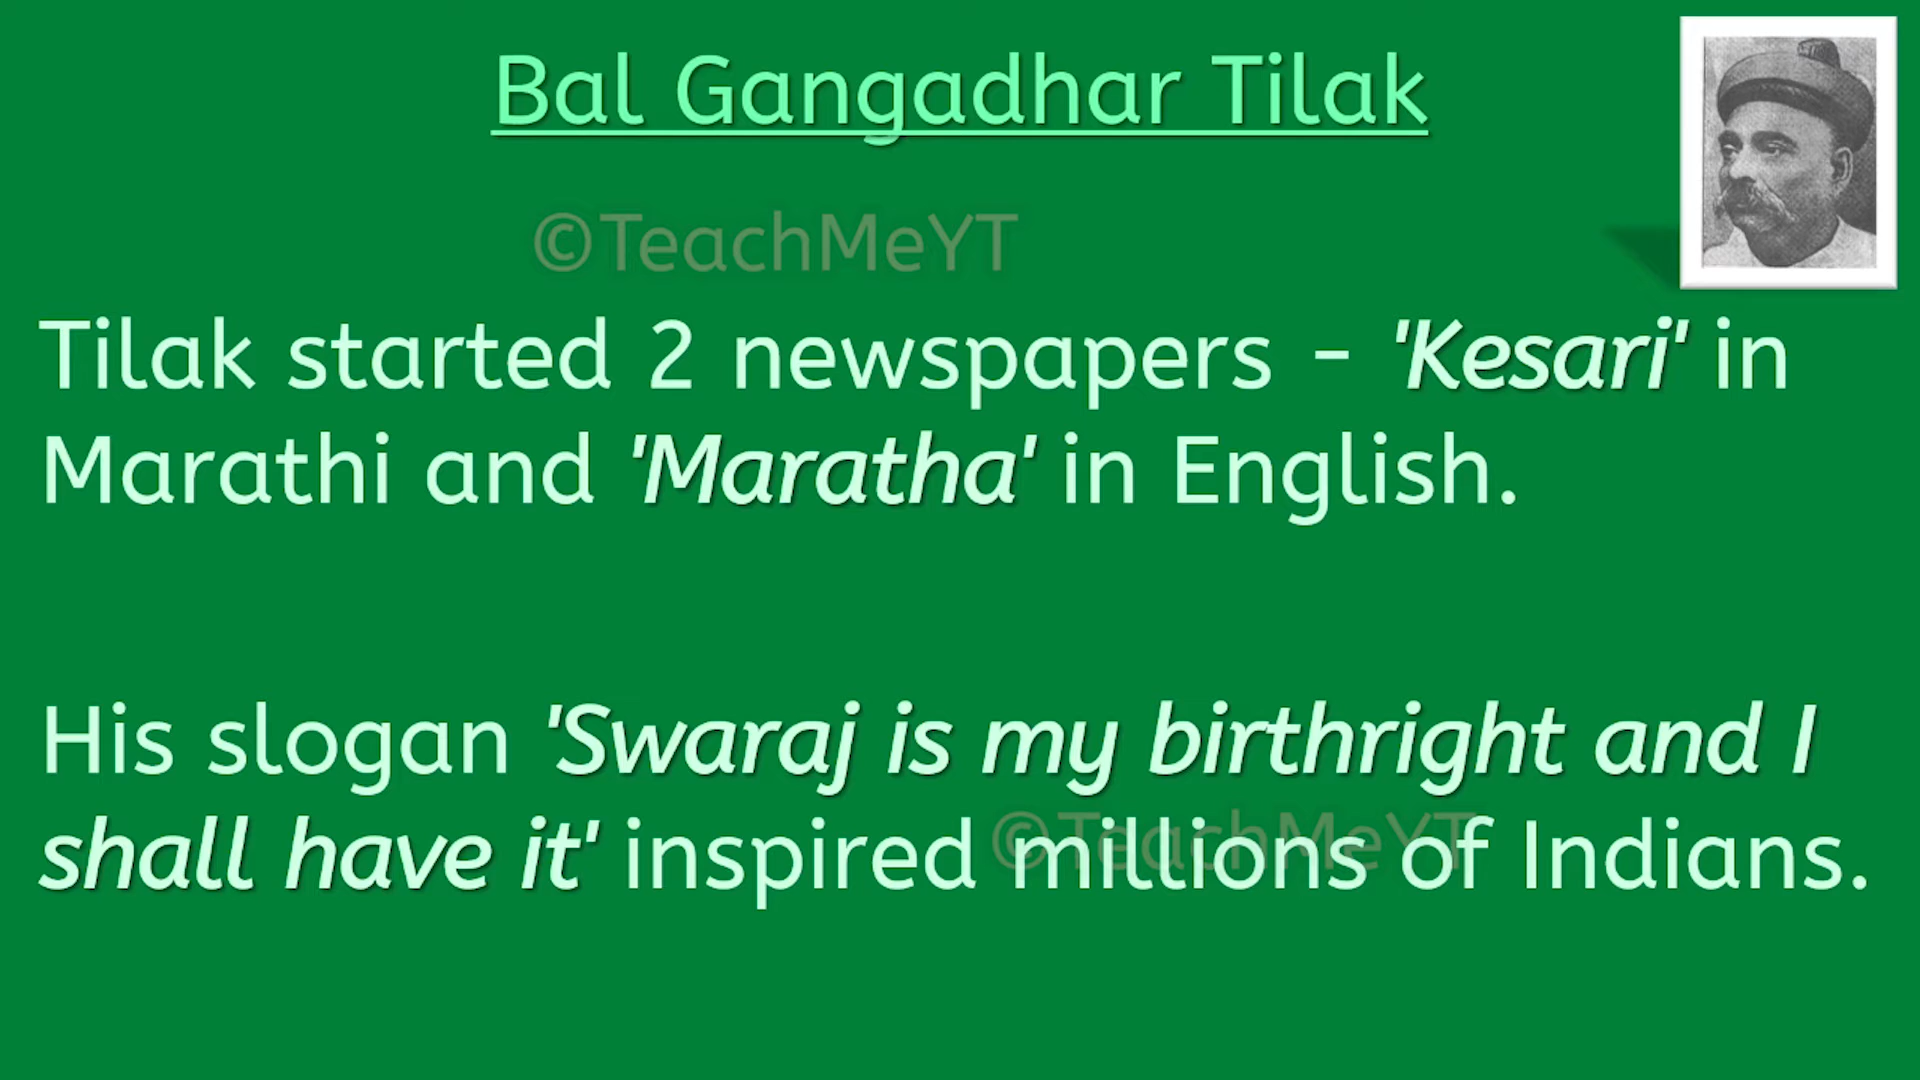 Bal Gangadhar Tilak
©TeachMeYT
Tilak started 2 newspapers - 'Kesari' in
Marathi and 'Maratha' in English.
His slogan 'Swaraj is my birthright and I
shall have it' inspired millions of Indians.
©TeachMeYT